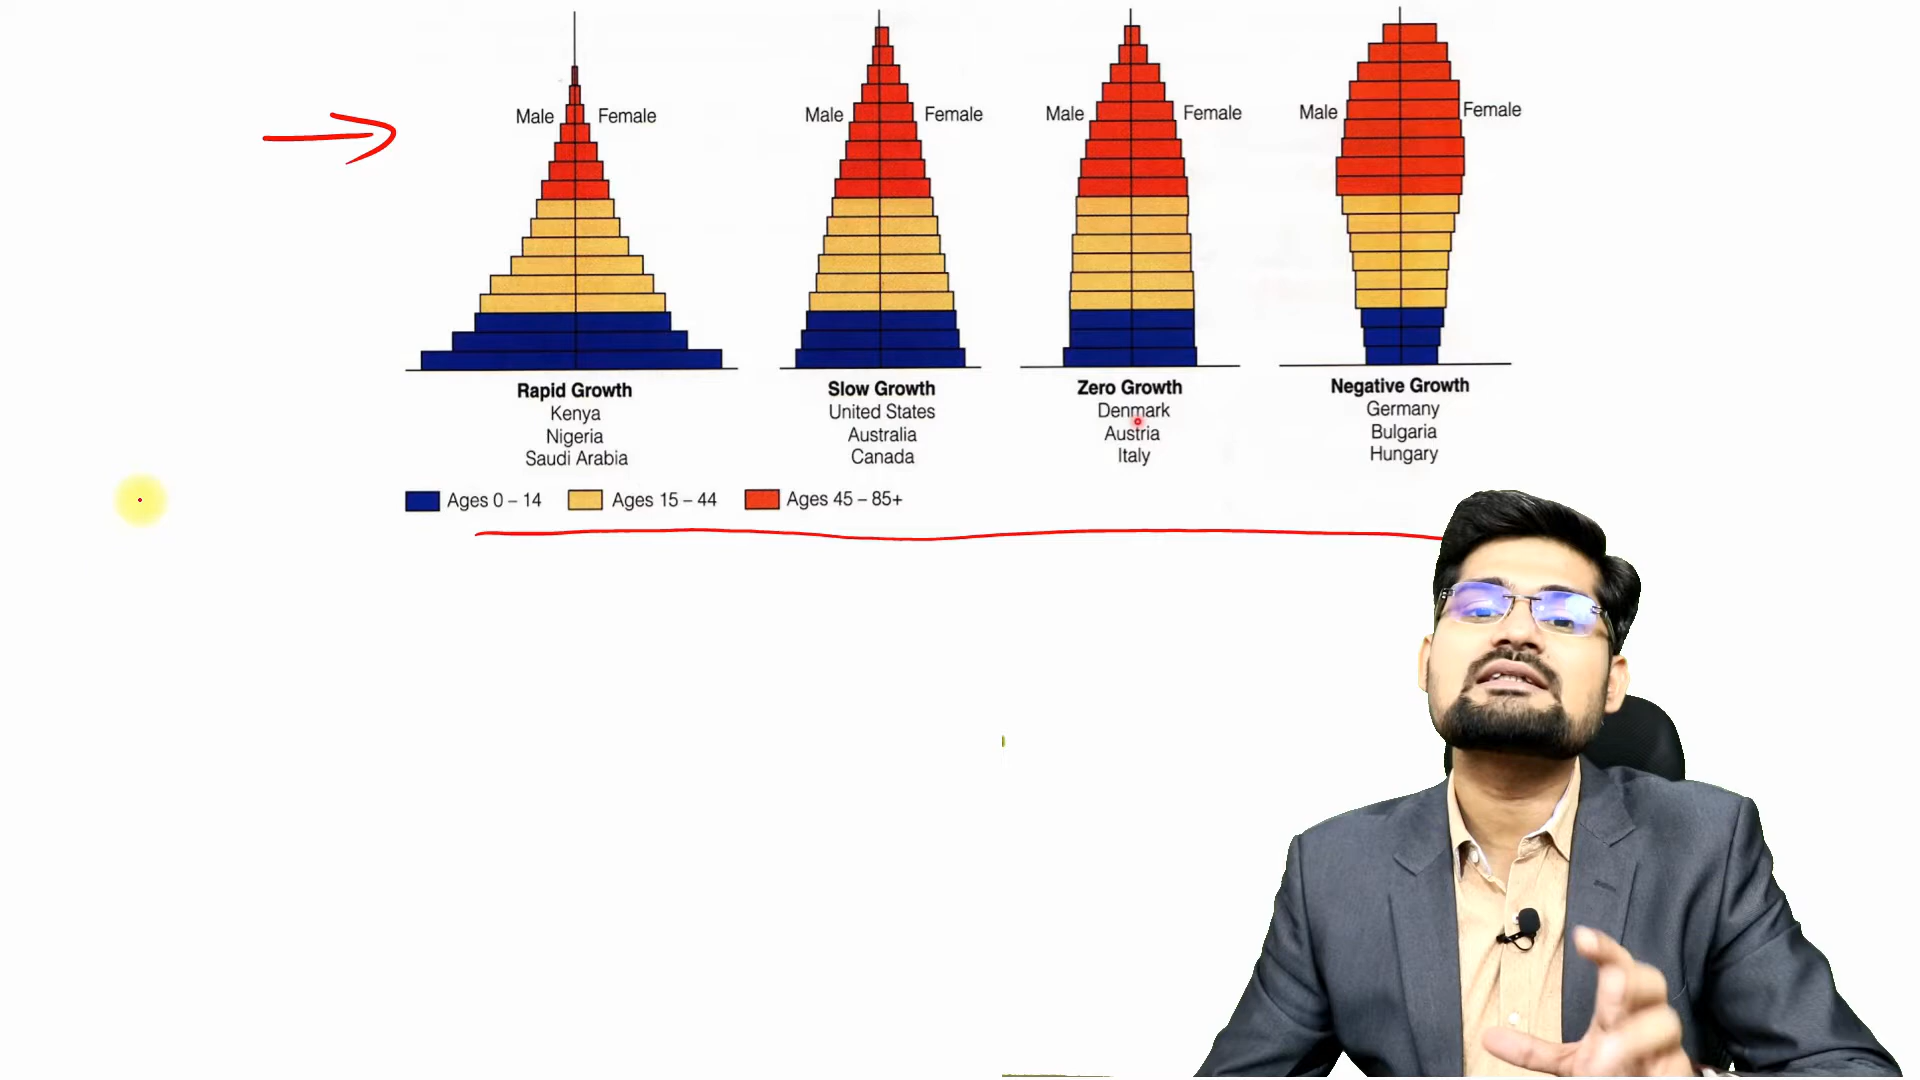 Male Female
Male Female
Male Female
Male Female
Rapid Growth
Kenya
Nigeria
Saudi Arabia
Slow Growth
United States
Australia
Canada
Zero Growth
Denmark
Austria
Italy
Negative Growth
Germany
Bulgaria
Hungary
Ages 0 – 14 Ages 15 – 44 Ages 45 – 85+